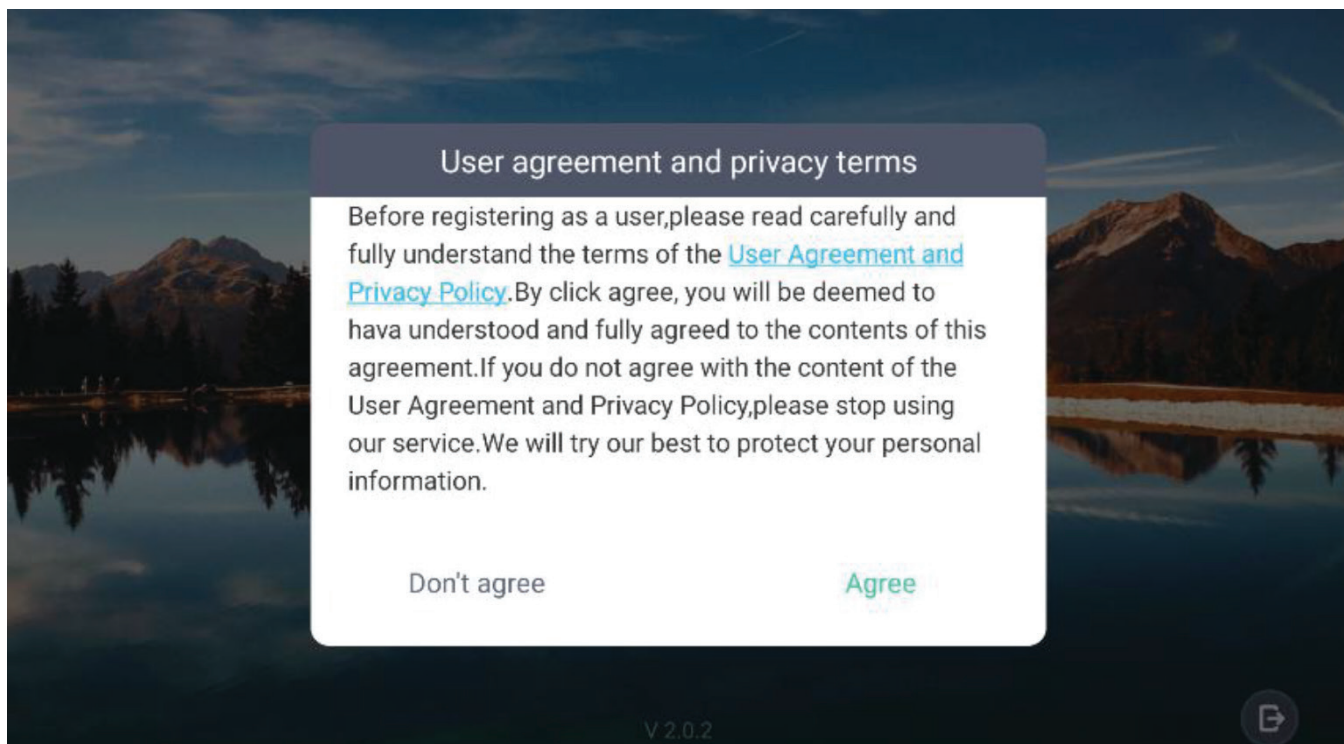 User agreement and privacy terms
Before registering as a user,please read carefully and
fully understand the terms of the User Agreement and
Privacy Policy.By click agree, you will be deemed to
hava understood and fully agreed to the contents of this
agreement.If you do not agree with the content of the
User Agreement and Privacy Policy,please stop using
our service.We will try our best to protect your personal
information.
Don't agree
Agree
V 2.0.2